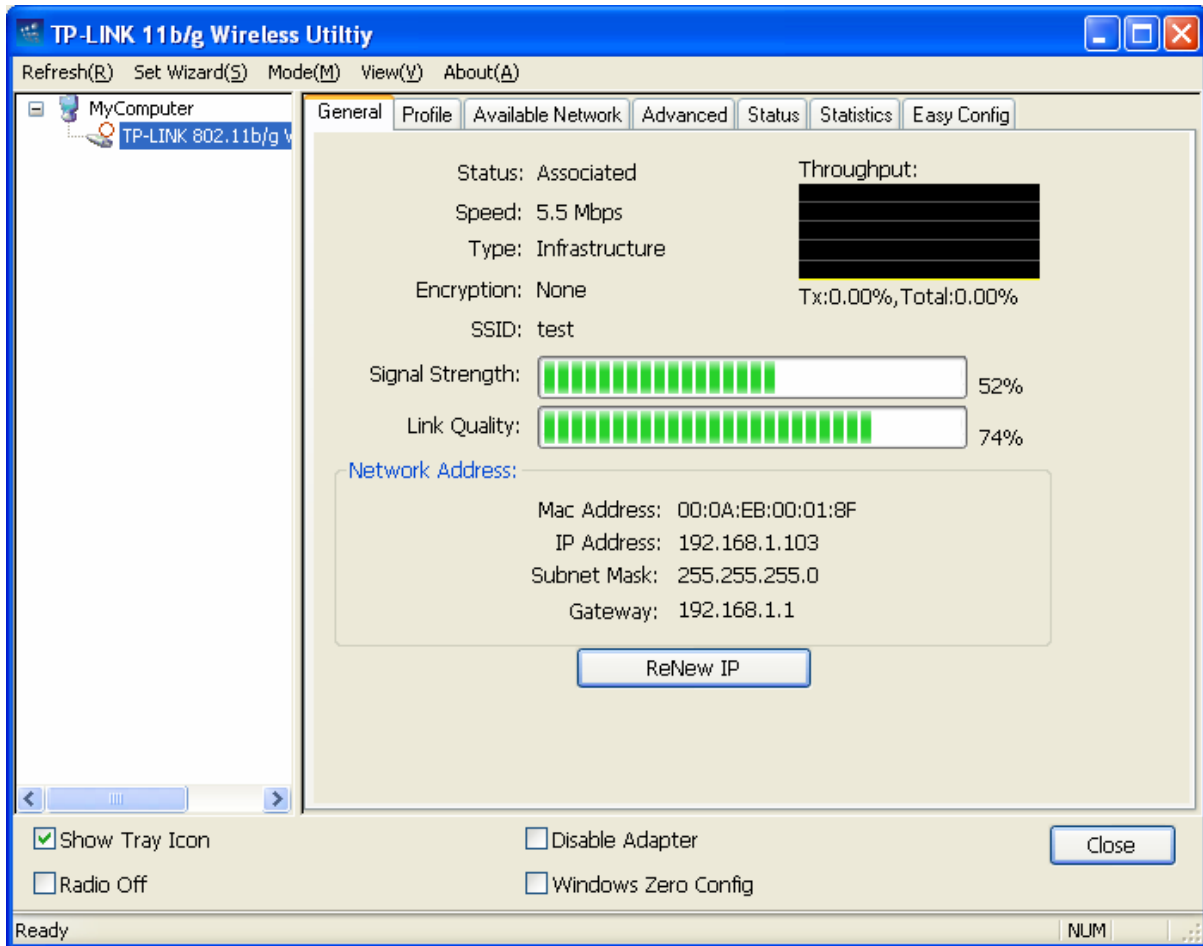 TP-LINK 11b/g Wireless Utiltiy
Refresh(R) Set Wizard(S) Mode(M) View(V) About(A)
MyComputer
TP-LINK 802.11b/g
General Profile Available Network Advanced Status Statistics Easy Config
Status: Associated
Speed: 5.5 Mbps
Type: Infrastructure
Encryption: None
SSID: test
Throughput:
Tx:0.00%,Total:0.00%
Signal Strength: 52%
Link Quality: 74%
Network Address:
Mac Address: 00:0A:EB:00:01:8F
IP Address: 192.168.1.103
Subnet Mask: 255.255.255.0
Gateway: 192.168.1.1
ReNew IP
Show Tray Icon
Disable Adapter
Close
Radio Off
Windows Zero Config
Ready
NUM